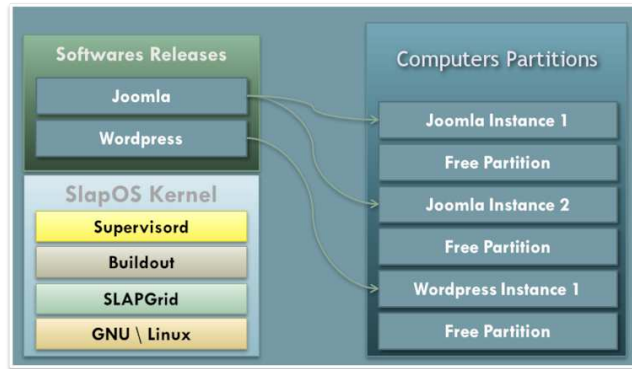 Softwares Releases
Joomla
Wordpress
SlapOS Kernel
Supervisord
Buildout
SLAPGrid
GNU \ Linux
Computers Partitions
Joomla Instance 1
Free Partition
Joomla Instance 2
Free Partition
Wordpress Instance 1
Free Partition